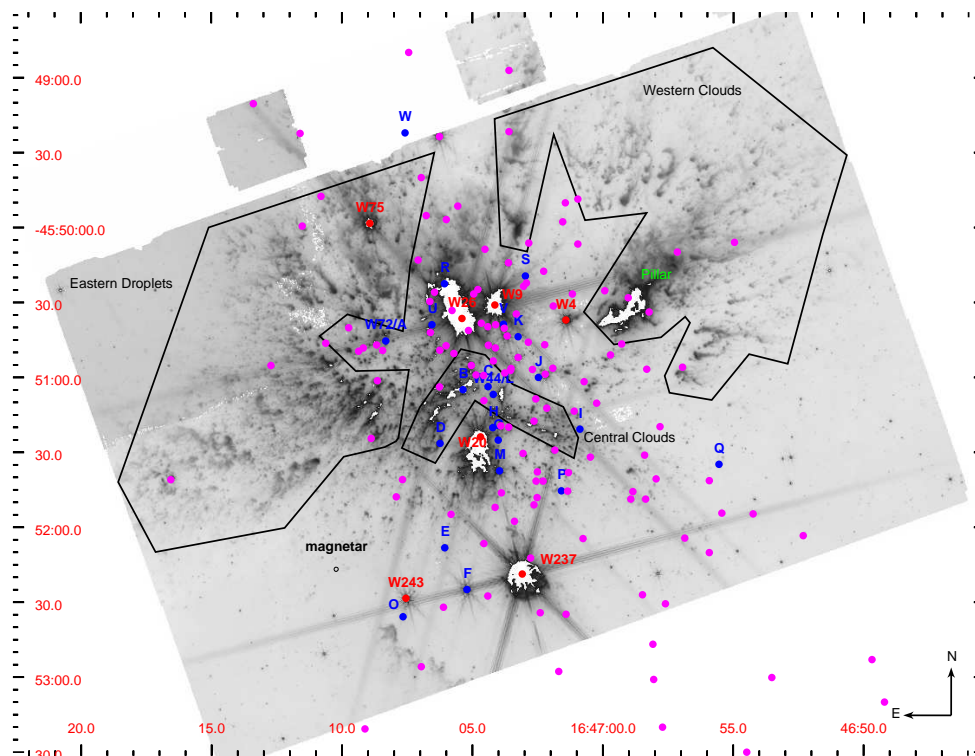 49:00.0
Western Clouds
W
30.0
W75
-45:50:00.0
Eastern Droplets
R
S
Pillar
30.0
W26
W9
W4
U
K
W72/A
J
51:00.0
B
C
W44/L
H
I
Central Clouds
D
W20
30.0
M
Q
P
52:00.0
E
magnetar
W237
W243
F
30.0
O
53:00.0
N
E
20.0
15.0
10.0
05.0
16:47:00.0
55.0
46:50.0
30.0